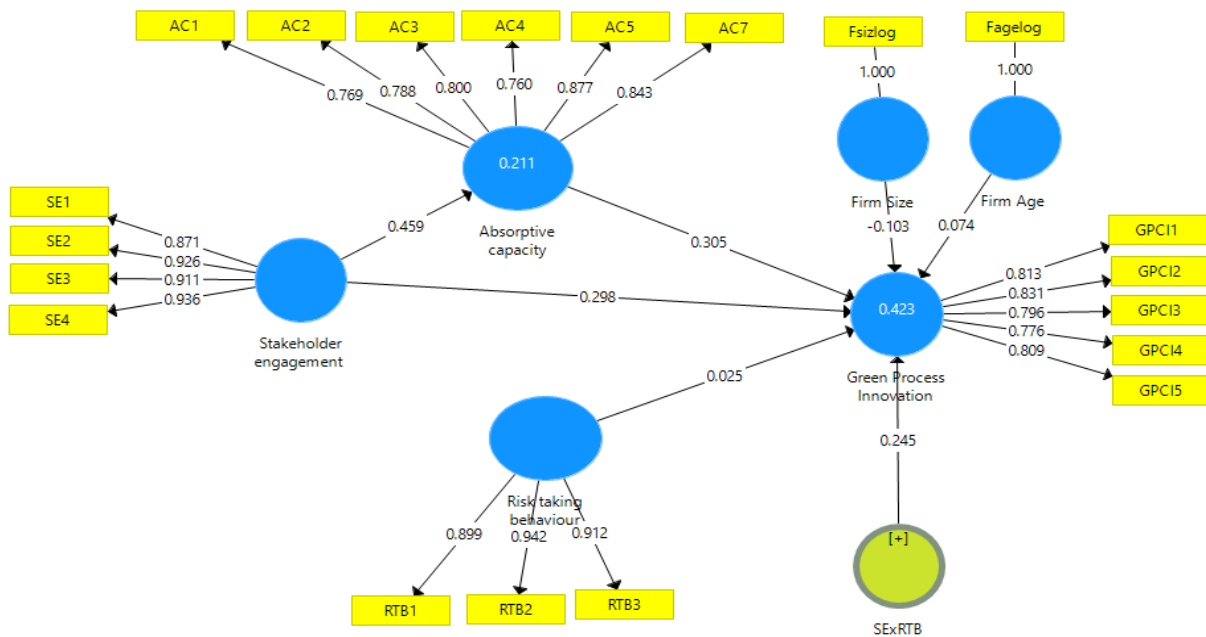 AC1
AC2
AC3
AC4
AC5
AC7
Fsizlog
Fagelog
0.769
0.788
0.800
0.760
0.877
0.843
1.000
1.000
0.211
Absorptive
capacity
Firm Size
Firm Age
SE1
SE2
SE3
SE4
0.871
0.926
0.911
0.936
0.459
0.305
-0.103
0.074
Stakeholder
engagement
0.298
0.423
Green Process
Innovation
0.813
0.831
0.796
0.776
0.809
GPCI1
GPCI2
GPCI3
GPCI4
GPCI5
0.025
0.245
Risk taking
behaviour
0.899
0.942
0.912
RTB1
RTB2
RTB3
[+]
SExRTB